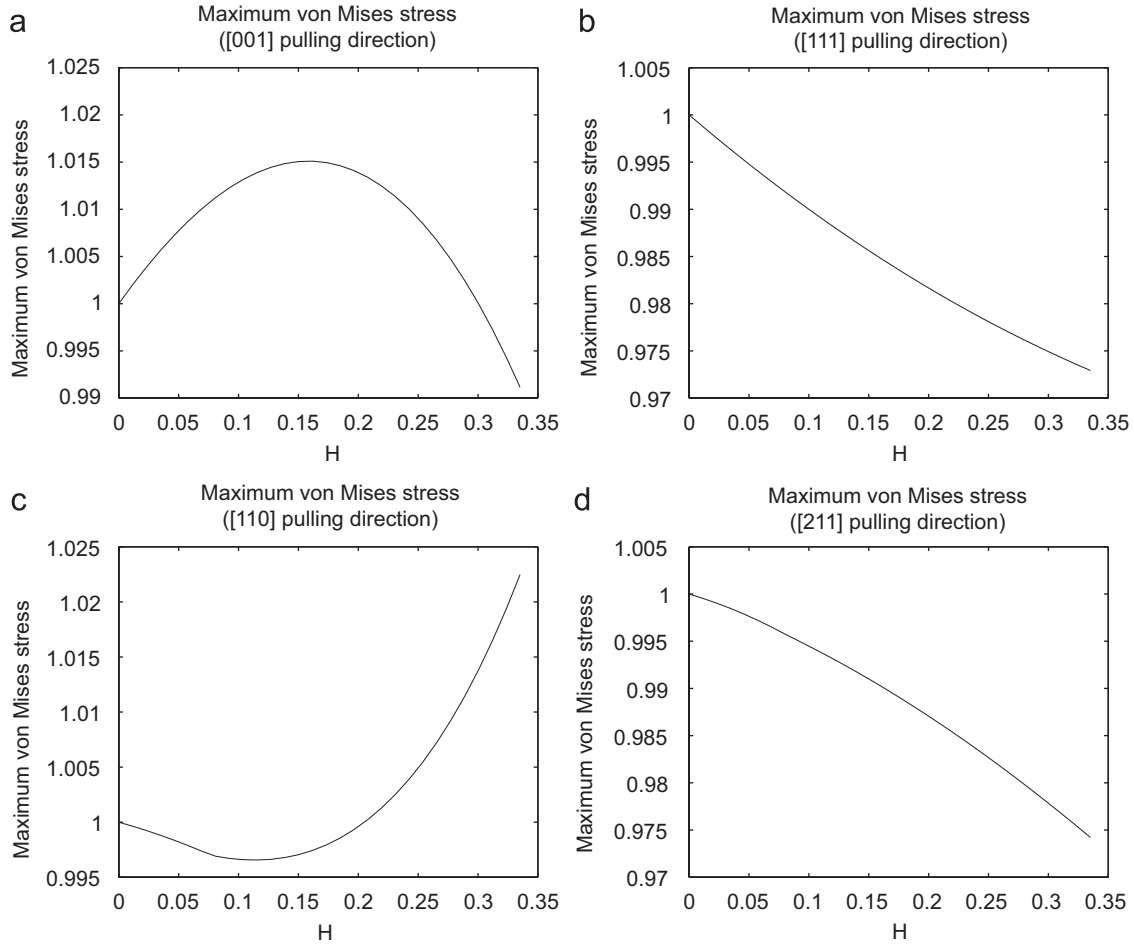 a
Maximum von Mises stress
([001] pulling direction)
Maximum von Mises stress
1.025
1.02
1.015
1.01
1.005
1
0.995
0.99
0 0.05 0.1 0.15 0.2 0.25 0.3 0.35
H
b
Maximum von Mises stress
([111] pulling direction)
Maximum von Mises stress
1.005
1
0.995
0.99
0.985
0.98
0.975
0.97
0 0.05 0.1 0.15 0.2 0.25 0.3 0.35
H
c
Maximum von Mises stress
([110] pulling direction)
Maximum von Mises stress
1.025
1.02
1.015
1.01
1.005
1
0.995
0 0.05 0.1 0.15 0.2 0.25 0.3 0.35
H
d
Maximum von Mises stress
([211] pulling direction)
Maximum von Mises stress
1.005
1
0.995
0.99
0.985
0.98
0.975
0.97
0 0.05 0.1 0.15 0.2 0.25 0.3 0.35
H